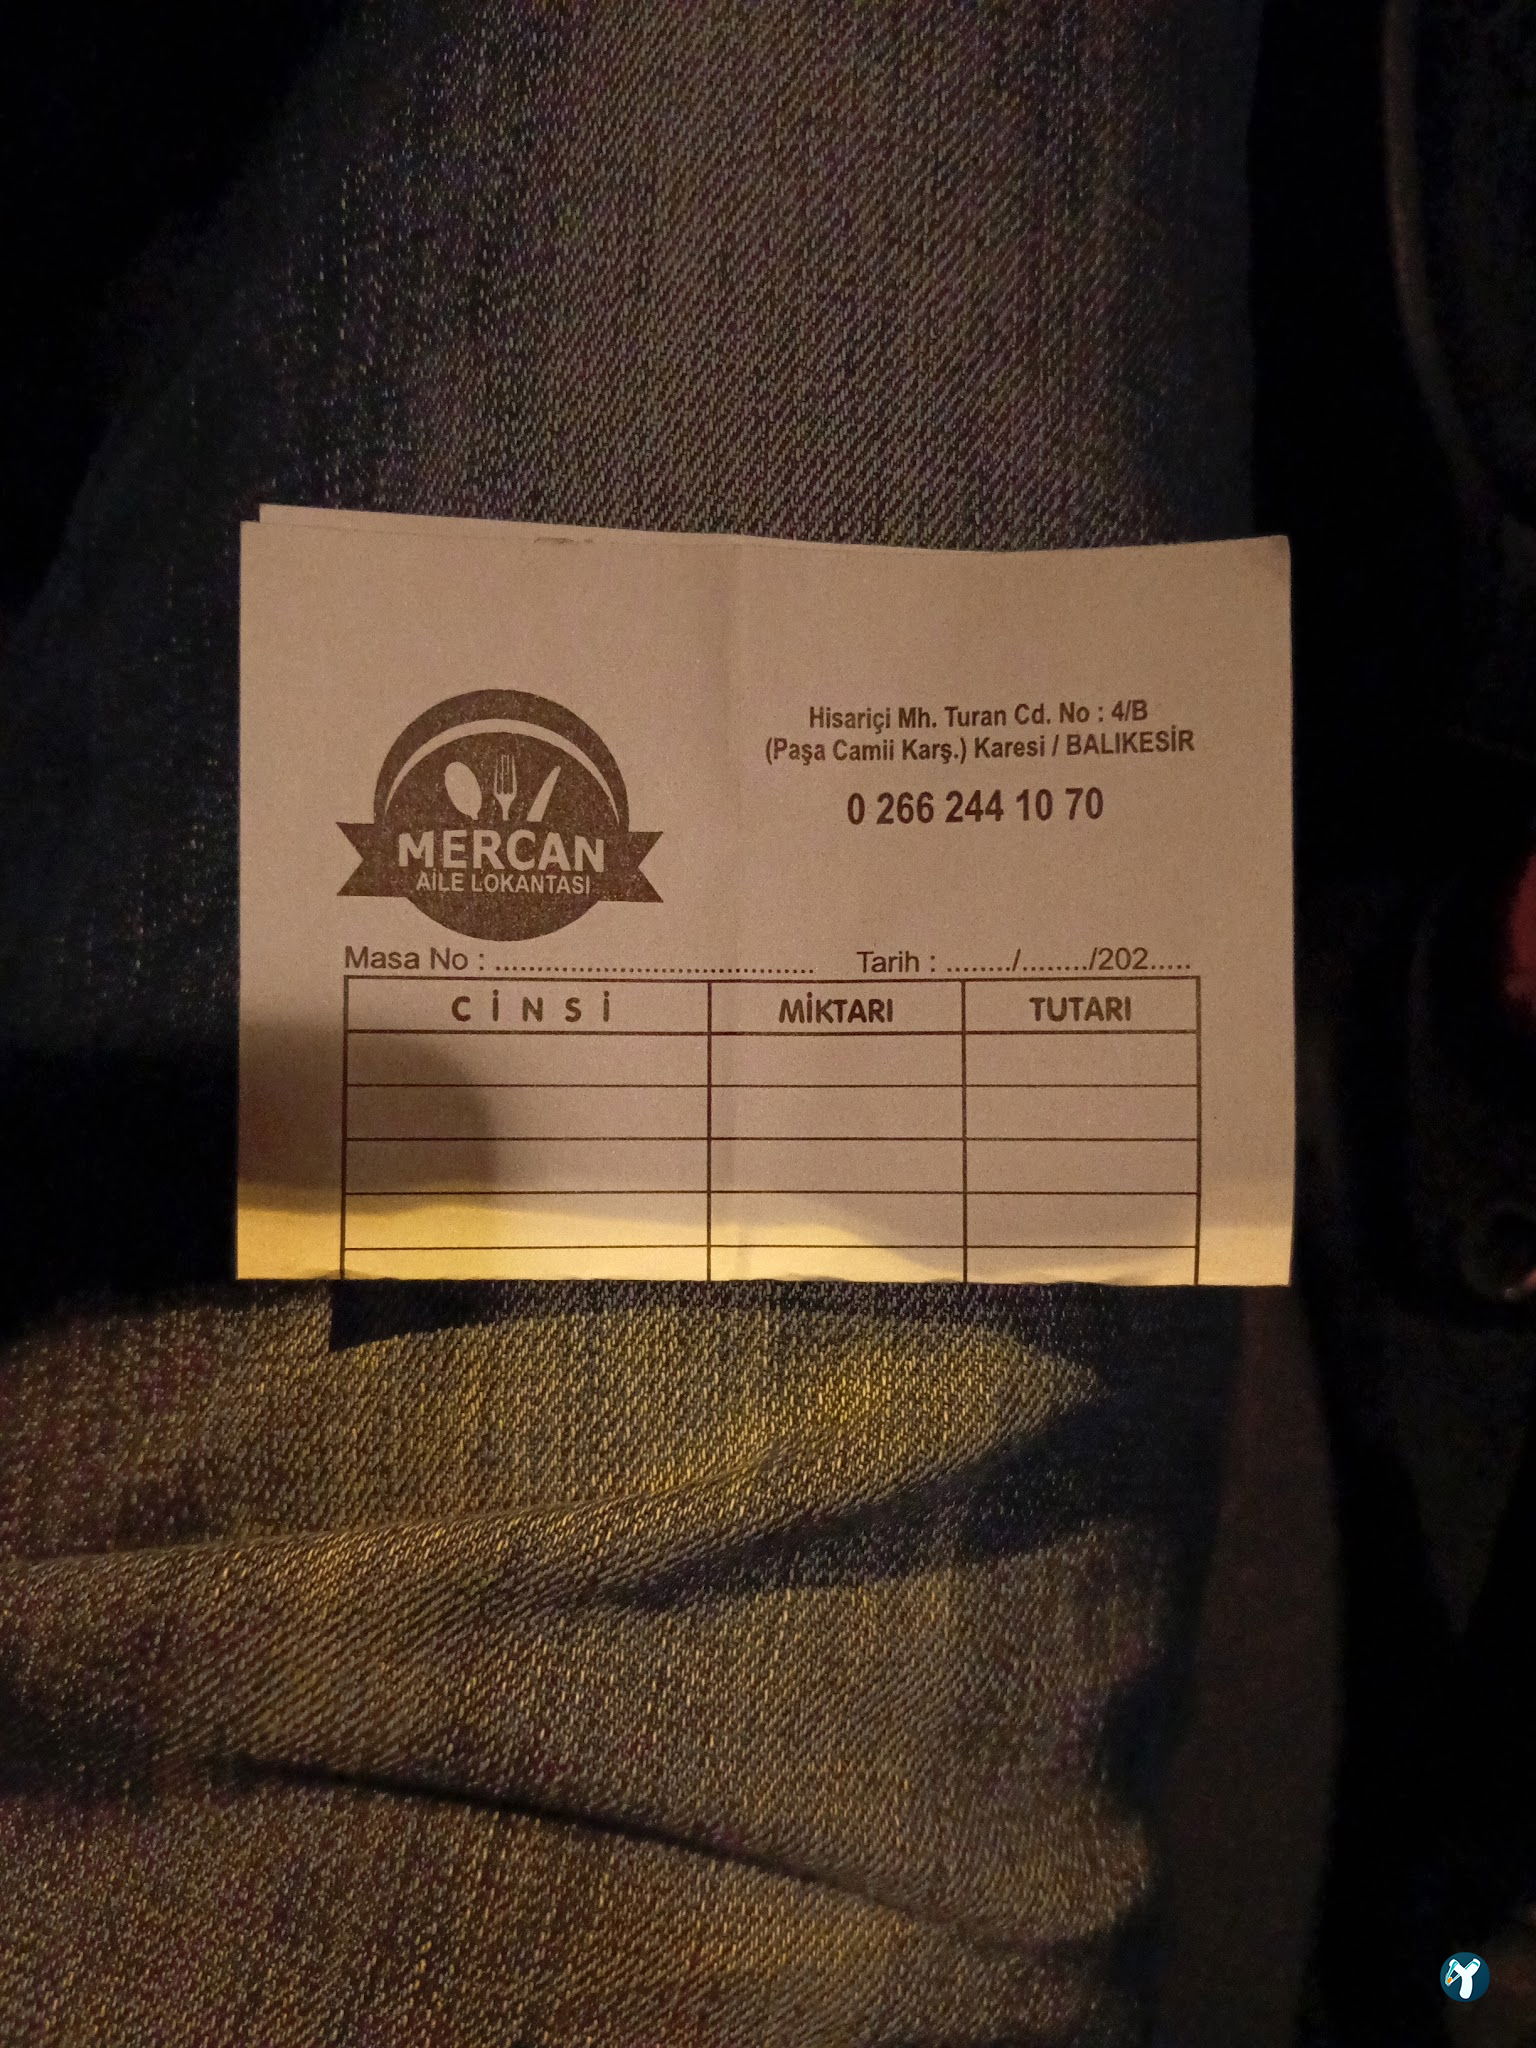 Hisariçi Mh. Turan Cd. No : 4/B
(Paşa Camii Karş.) Karesi / BALIKESİR
0 266 244 10 70
MERCAN
AİLE LOKANTASI
Masa No : ...................................... Tarih : ......../......../202.....
CİNSİ MİKTARI TUTARI